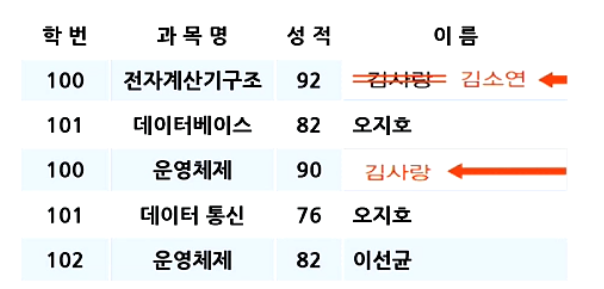 학 번 과 목 명 성 적 이 름
100 전자계산기구조 92 김사랑 김소연
101 데이터베이스 82 오지호
100 운영체제 90 김사랑
101 데이터 통신 76 오지호
102 운영체제 82 이선균